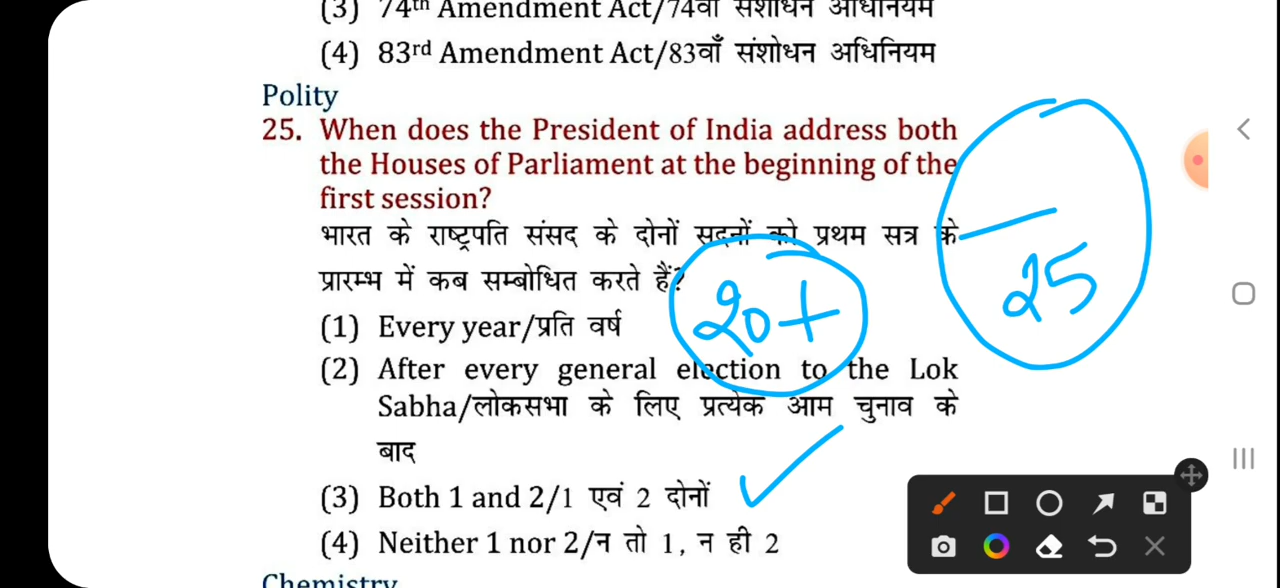 (3) 74th Amendment Act/74वाँ संशोधन अधिनियम
(4) 83rd Amendment Act/83वाँ संशोधन अधिनियम
Polity
25. When does the President of India address both
the Houses of Parliament at the beginning of the
first session?
भारत के राष्ट्रपति संसद के दोनों सदनों को प्रथम सत्र के
प्रारम्भ में कब सम्बोधित करते हैं?
25
20+
(1) Every year/प्रति वर्ष
(2) After every general election to the Lok
Sabha/लोकसभा के लिए प्रत्येक आम चुनाव के
बाद
(3) Both 1 and 2/1 एवं 2 दोनों
(4) Neither 1 nor 2/न तो 1, न ही 2
Chemistry